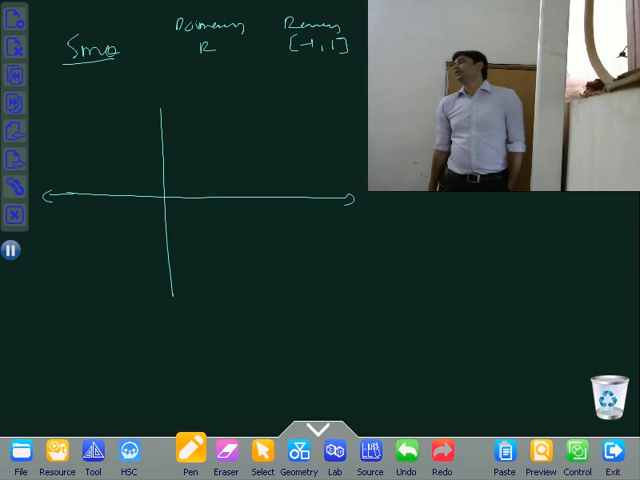 Sinθ
Domain
R
Range
[-1, 1]
File
Resource
Tool
HSC
Pen
Eraser
Select
Geometry
Lab
Source
Undo
Redo
Paste
Preview
Control
Exit